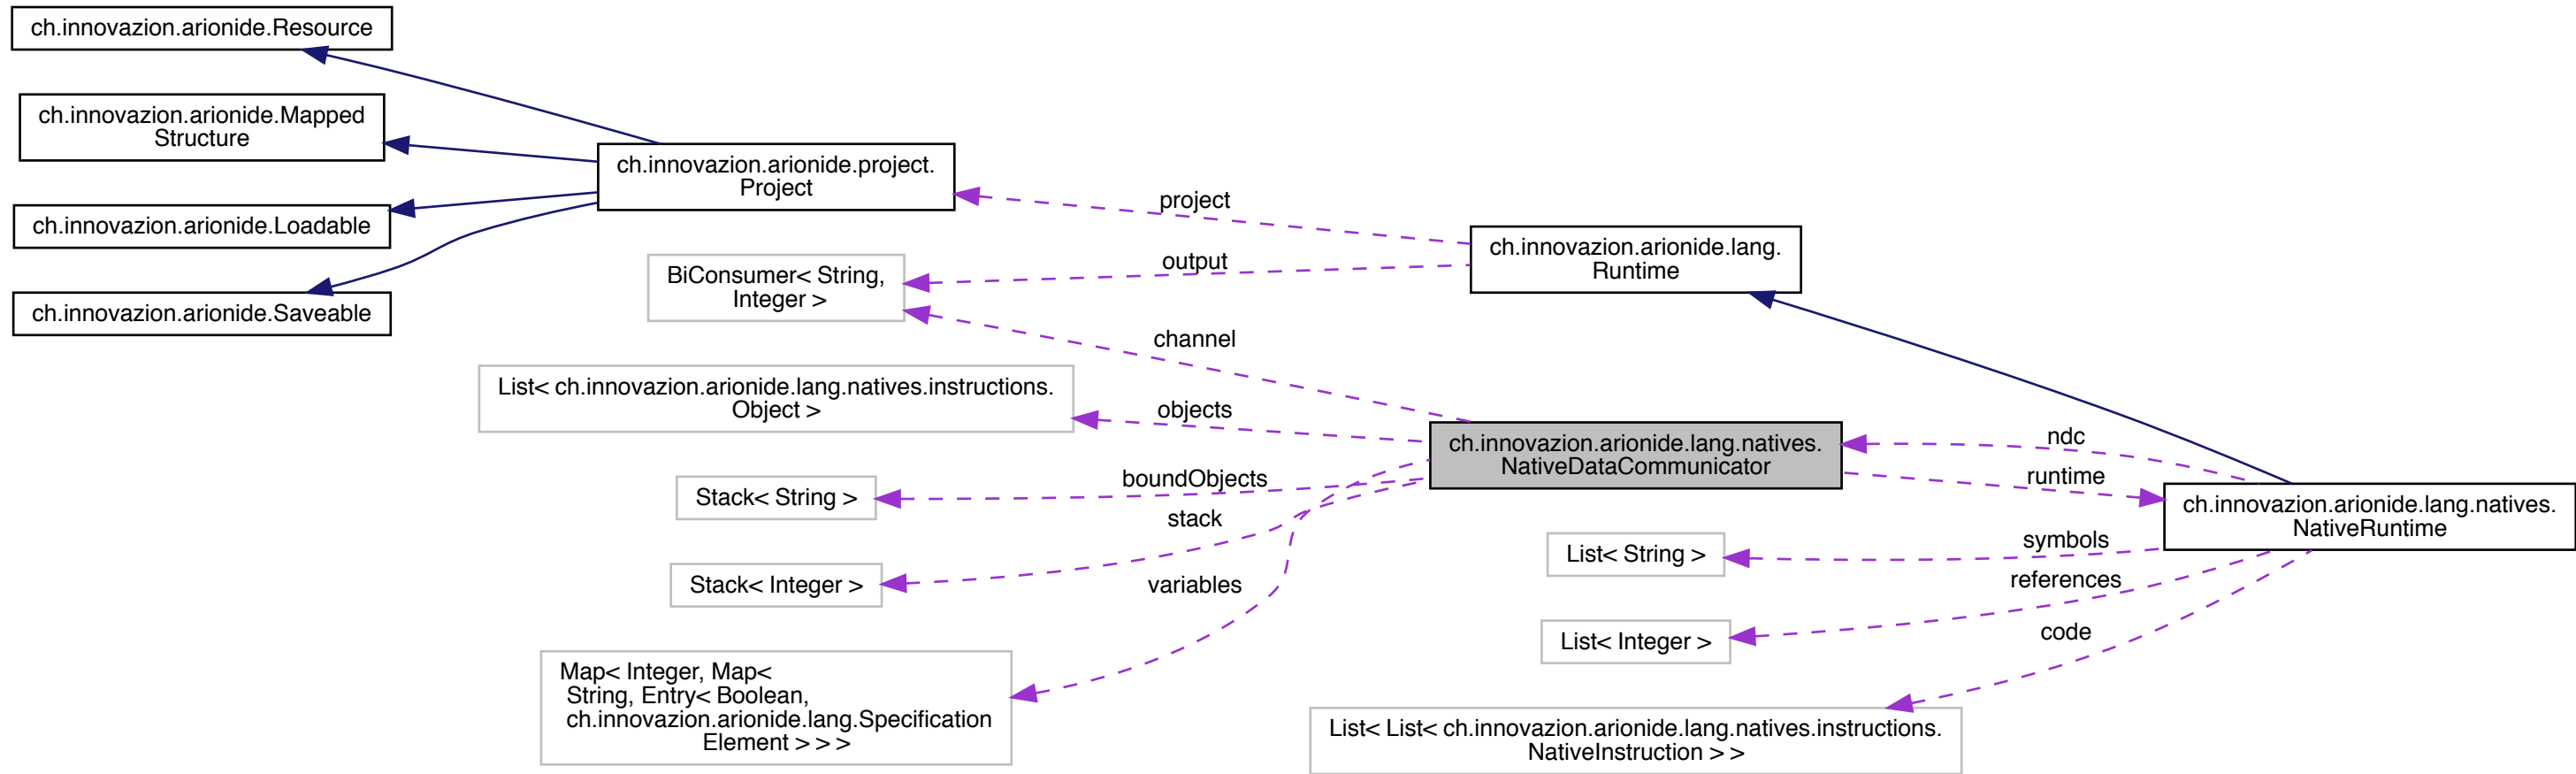 ch.innovazion.arionide.Resource
ch.innovazion.arionide.Mapped
Structure
ch.innovazion.arionide.Loadable
ch.innovazion.arionide.Saveable
ch.innovazion.arionide.project.
Project
project
output
BiConsumer< String,
Integer >
ch.innovazion.arionide.lang.
Runtime
channel
List< ch.innovazion.arionide.lang.natives.instructions.
Object >
objects
ch.innovazion.arionide.lang.natives.
NativeDataCommunicator
ndc
runtime
Stack< String >
boundObjects
stack
ch.innovazion.arionide.lang.natives.
NativeRuntime
Stack< Integer >
variables
List< String >
symbols
references
List< Integer >
code
Map< Integer, Map<
String, Entry< Boolean,
ch.innovazion.arionide.lang.Specification
Element > > >
List< List< ch.innovazion.arionide.lang.natives.instructions.
NativeInstruction > >